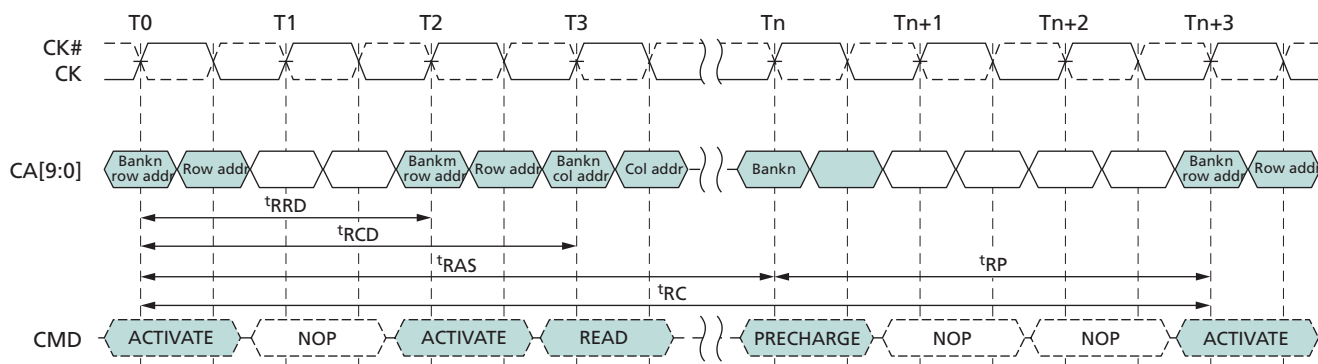 T0 T1 T2 T3 Tn Tn+1 Tn+2 Tn+3
CK#
CK
CA[9:0]
Bankn
row addr
Row addr
Bankm
row addr
Row addr
Bankn
col addr
Col addr
Bankn
Bankn
row addr
Row addr
tRRD
tRCD
tRAS tRP
tRC
CMD ACTIVATE NOP ACTIVATE READ PRECHARGE NOP NOP ACTIVATE